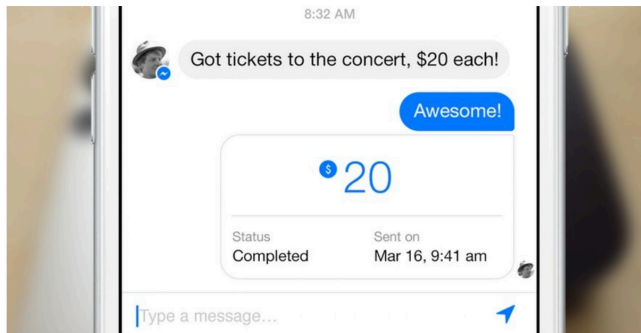 8:32 AM
Got tickets to the concert, $20 each!
Awesome!
$ 20
Status
Sent on
Completed
Mar 16, 9:41 am
Type a message...